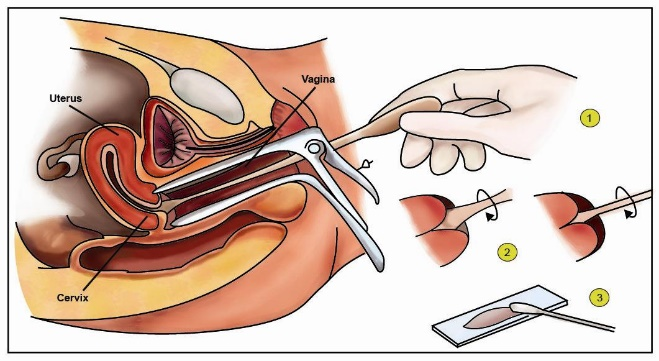 Vagina
Uterus
1
2
3
Cervix